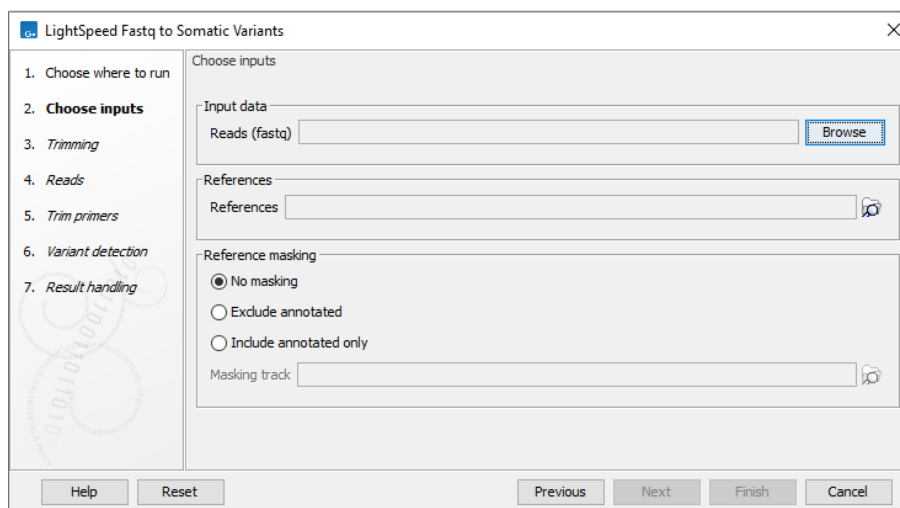 LightSpeed Fastq to Somatic Variants
1. Choose where to run
2. Choose inputs
3. Trimming
4. Reads
5. Trim primers
6. Variant detection
7. Result handling
Choose inputs
Input data
Reads (fastq) Browse
References
References
Reference masking
No masking
Exclude annotated
Include annotated only
Masking track
Help Reset Previous Next Finish Cancel